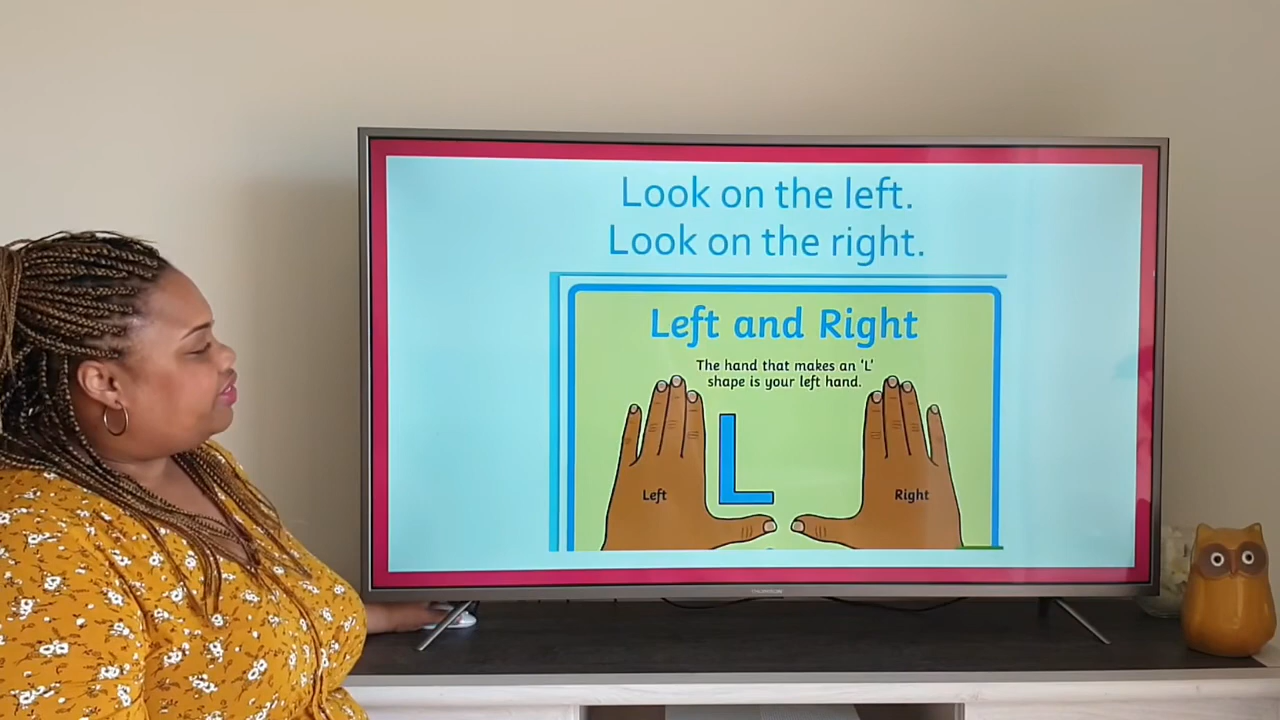 Look on the left.
Look on the right.
Left and Right
The hand that makes an 'L'
shape is your left hand.
L
Left
Right